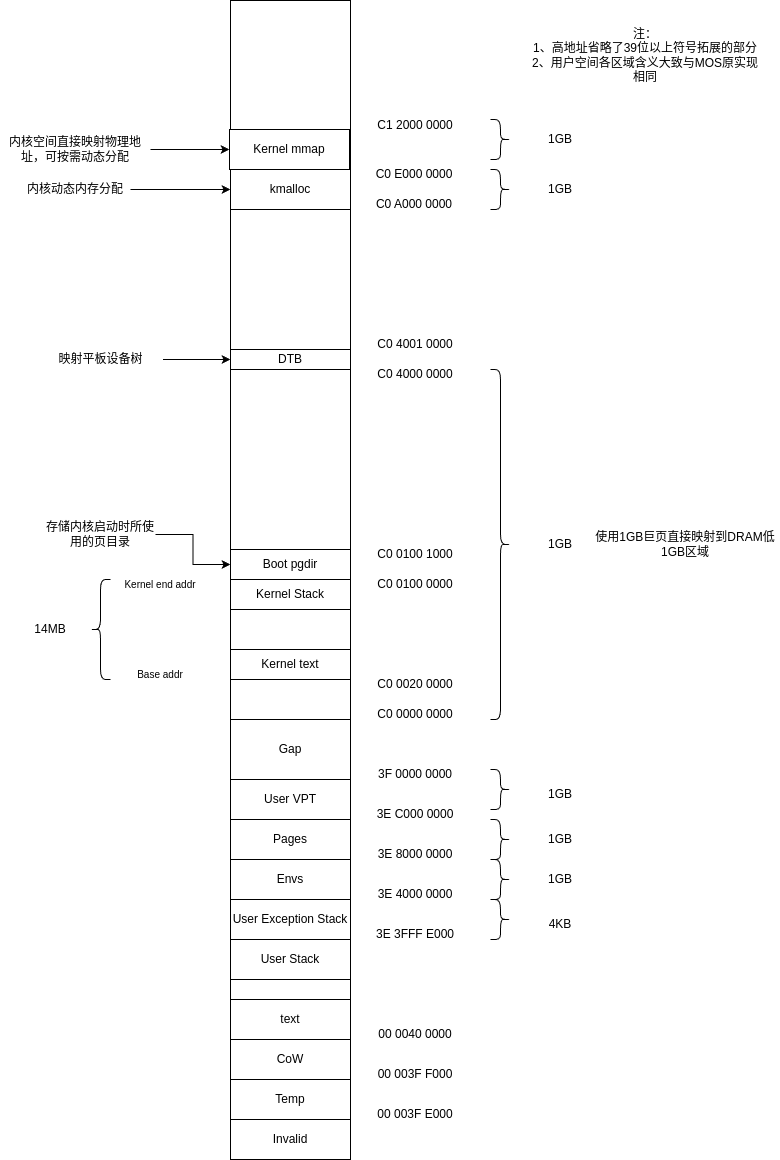 注：
1、高地址省略了39位以上符号拓展的部分
2、用户空间各区域含义大致与MOS原实现
相同
C1 2000 0000
内核空间直接映射物理地
址，可按需动态分配
Kernel mmap
1GB
C0 E000 0000
内核动态内存分配
kmalloc
1GB
C0 A000 0000
C0 4001 0000
映射平板设备树
DTB
C0 4000 0000
存储内核启动时所使
用的页目录
1GB
使用1GB巨页直接映射到DRAM低
1GB区域
C0 0100 1000
Boot pgdir
Kernel end addr
C0 0100 0000
Kernel Stack
14MB
Kernel text
Base addr
C0 0020 0000
C0 0000 0000
Gap
3F 0000 0000
User VPT
1GB
3E C000 0000
Pages
1GB
3E 8000 0000
Envs
1GB
3E 4000 0000
User Exception Stack
4KB
3E 3FFF E000
User Stack
text
00 0040 0000
CoW
00 003F F000
Temp
00 003F E000
Invalid